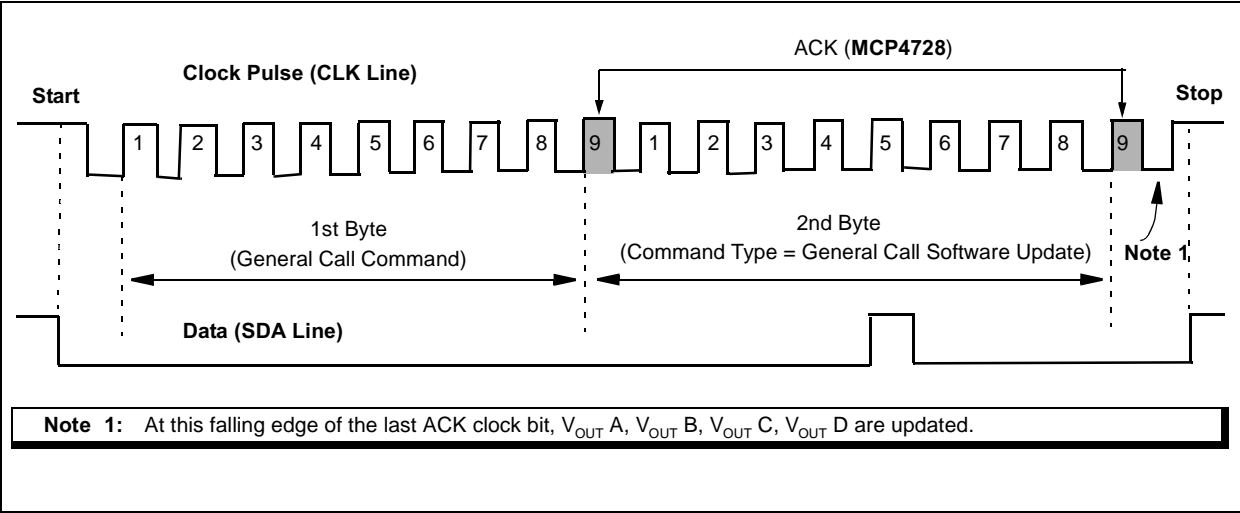 ACK (MCP4728)
Clock Pulse (CLK Line)
Start
Stop
1 2 3 4 5 6 7 8 9 1 2 3 4 5 6 7 8 9
1st Byte
(General Call Command)
2nd Byte
(Command Type = General Call Software Update)
Note 1
Data (SDA Line)
Note 1: At this falling edge of the last ACK clock bit, VOUT A, VOUT B, VOUT C, VOUT D are updated.